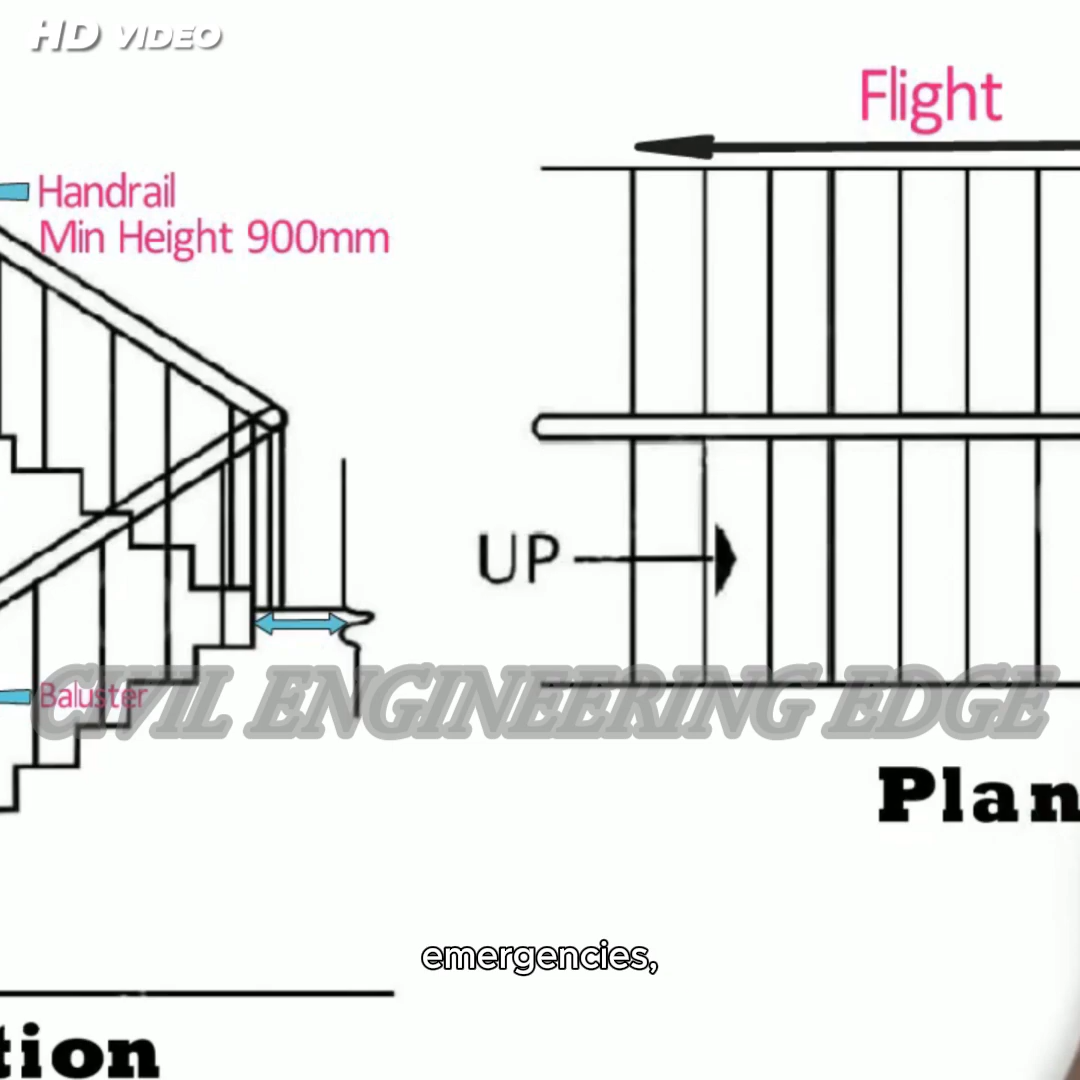 HD VIDEO
Flight
Handrail
Min Height 900mm
UP
Baluster
CIVIL ENGINEERING EDGE
Plan
emergencies,
tion